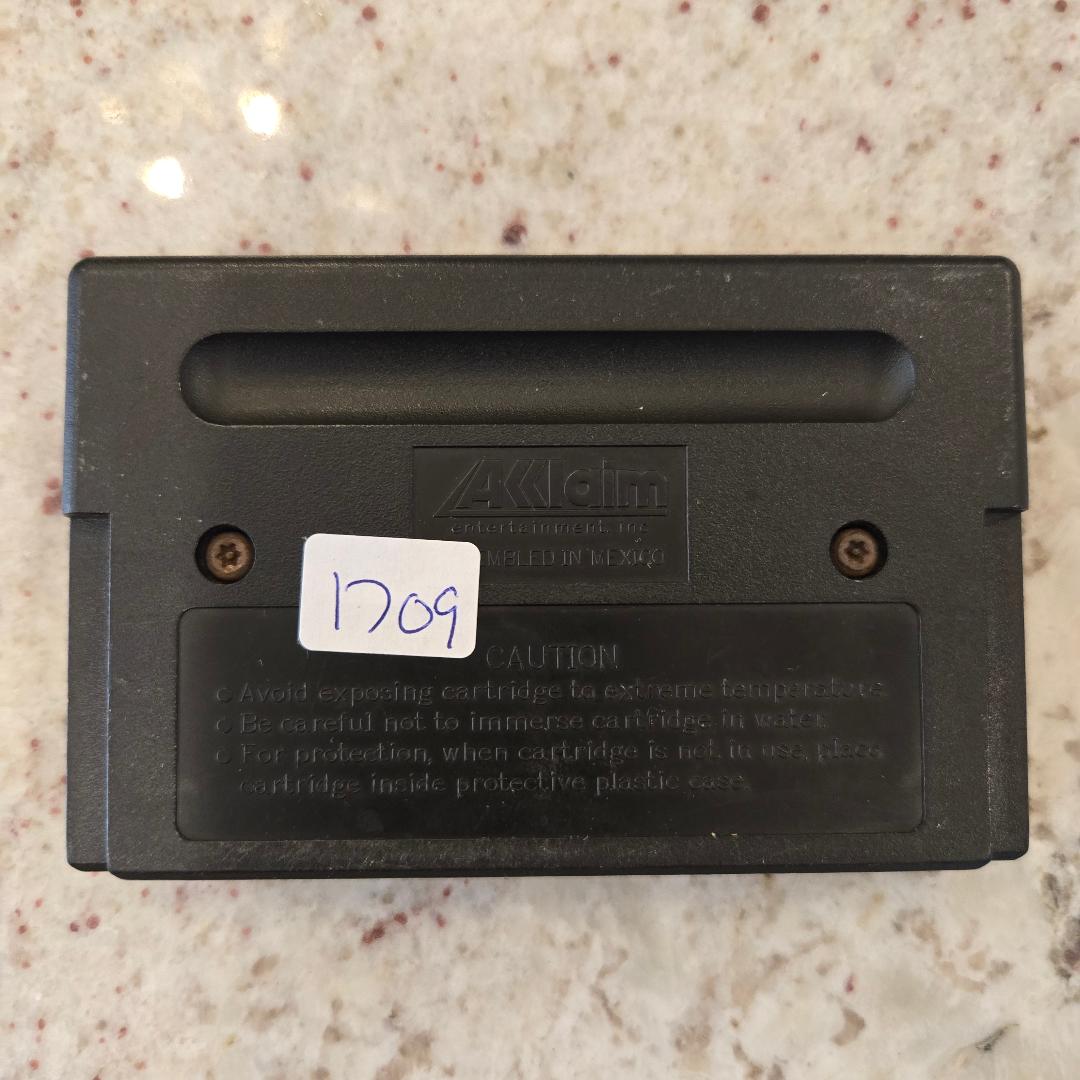 AKKlaim
entertainment, inc
MBLED IN MEXICO
1709
CAUTION
○ Avoid exposing cartridge to extreme temperature.
○ Be careful not to immerse cartridge in water.
○ For protection, when cartridge is not in use, place
cartridge inside protective plastic case.